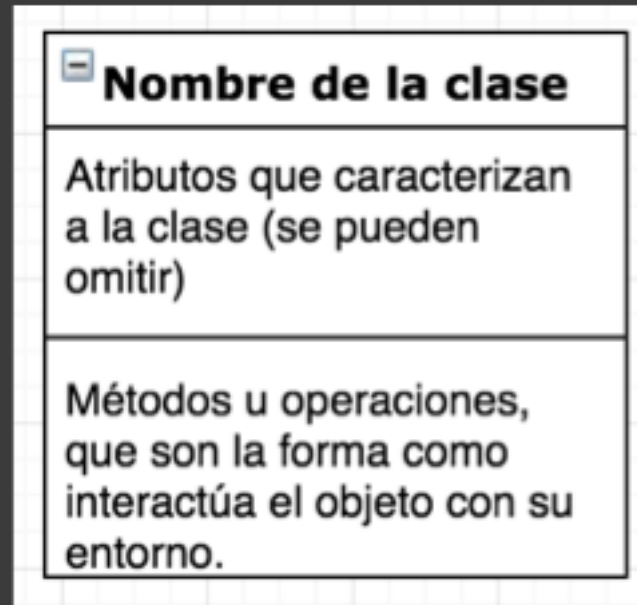 Nombre de la clase
Atributos que caracterizan
a la clase (se pueden
omitir)
Métodos u operaciones,
que son la forma como
interactúa el objeto con su
entorno.